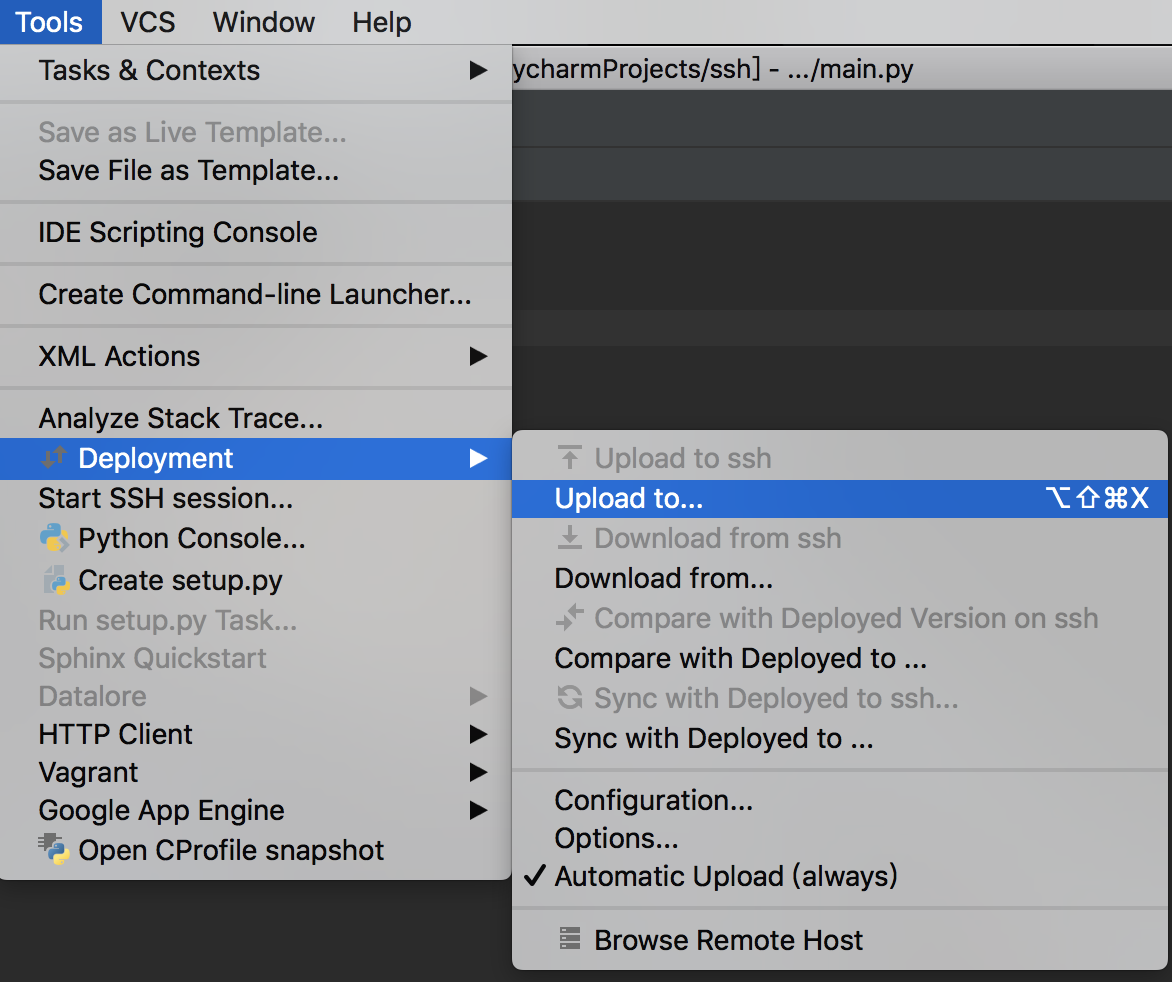 Tools VCS Window Help
ycharmProjects/ssh] - .../main.py
Tasks & Contexts
Save as Live Template...
Save File as Template...
IDE Scripting Console
Create Command-line Launcher...
XML Actions
Analyze Stack Trace...
Deployment
Start SSH session...
Python Console...
Create setup.py
Run setup.py Task...
Sphinx Quickstart
Datalore
HTTP Client
Vagrant
Google App Engine
Open CProfile snapshot
Upload to ssh
Upload to... ⌥⇧⌘X
Download from ssh
Download from...
Compare with Deployed Version on ssh
Compare with Deployed to ...
Sync with Deployed to ssh...
Sync with Deployed to ...
Configuration...
Options...
Automatic Upload (always)
Browse Remote Host